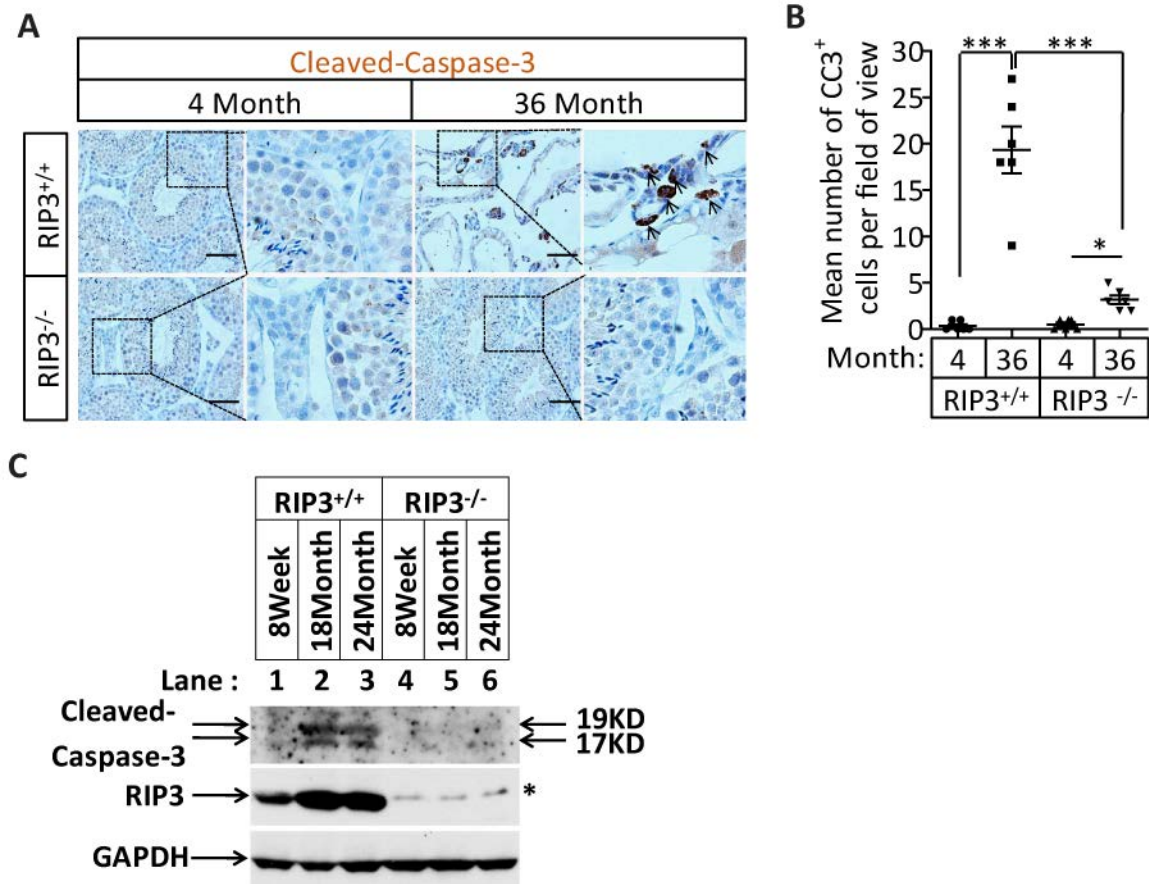 A
Cleaved-Caspase-3
4 Month 36 Month
RIP3+/+
RIP3-/-
B
Mean number of CC3+
cells per field of view
30
25
20
15
10
5
0
*** ***
*
Month: 4 36 4 36
RIP3+/+ RIP3 -/-
C
RIP3+/+ RIP3-/-
8Week 18Month 24Month 8Week 18Month 24Month
Lane : 1 2 3 4 5 6
Cleaved-
Caspase-3
19KD
17KD
RIP3 *
GAPDH